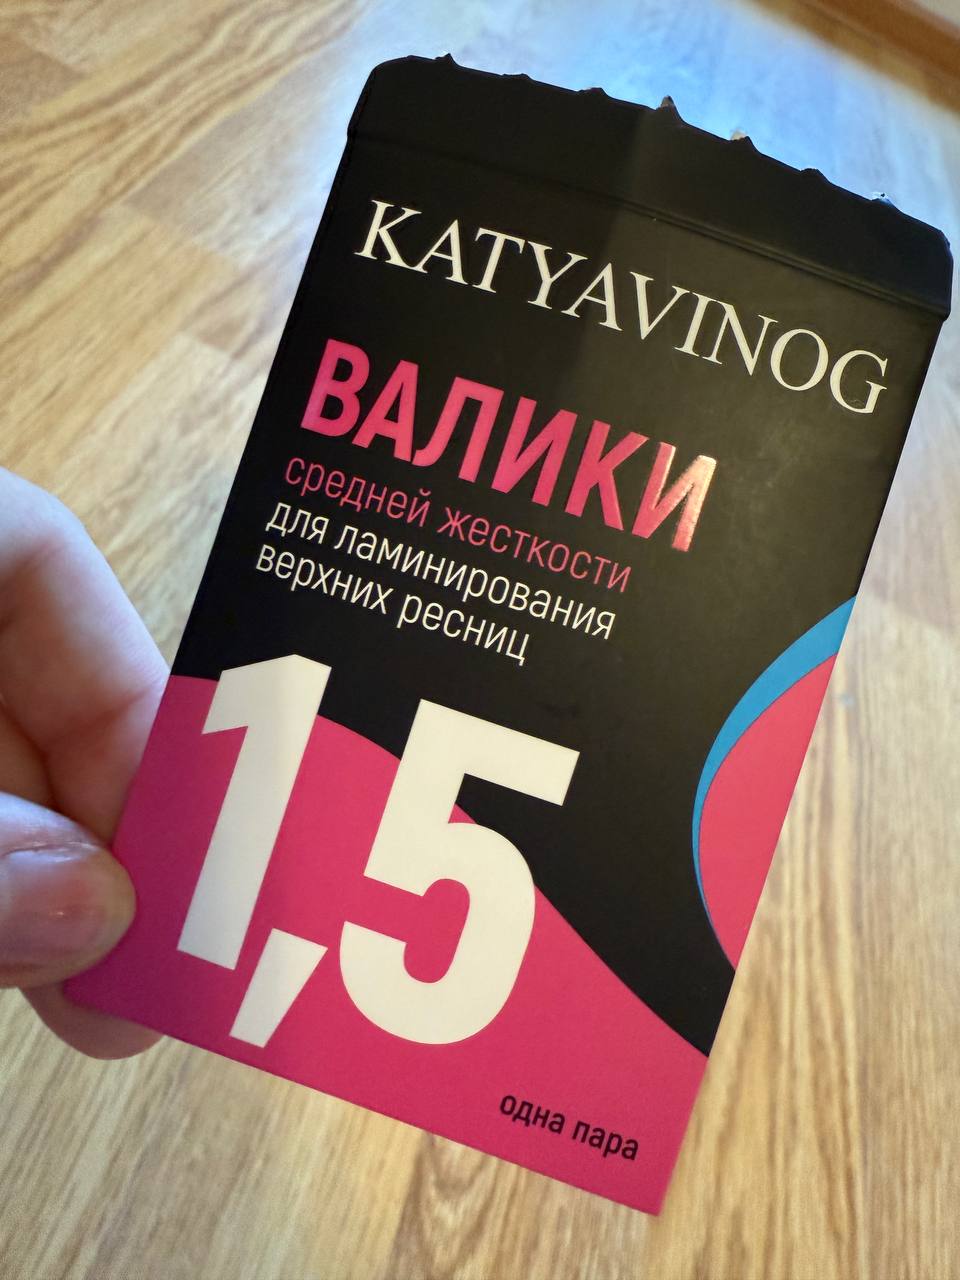 KATYAVINOG
ВАЛИКИ
средней жесткости
для ламинирования
верхних ресниц
1,5
одна пара